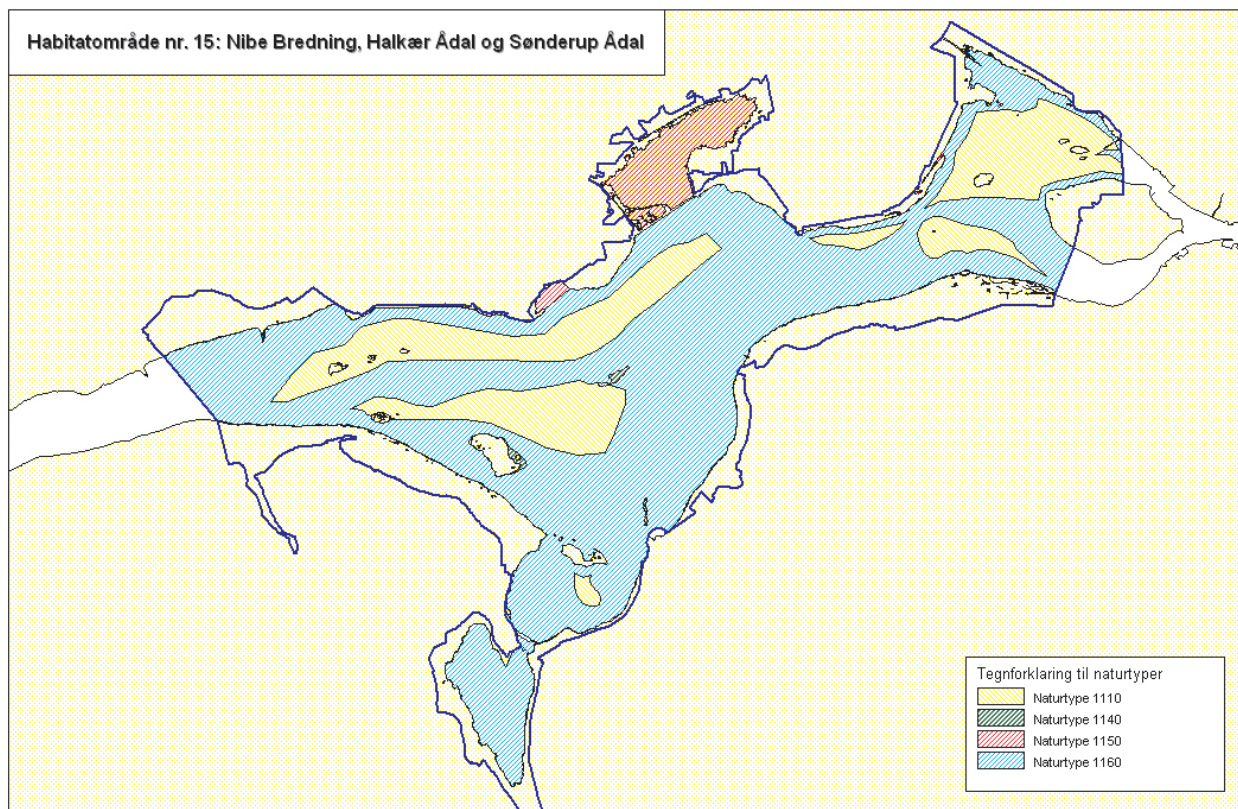 Habitatområde nr. 15: Nibe Bredning, Halkær Ådal og Sønderup Ådal
Tegnforklaring til naturtyper
Naturtype 1110
Naturtype 1140
Naturtype 1150
Naturtype 1160